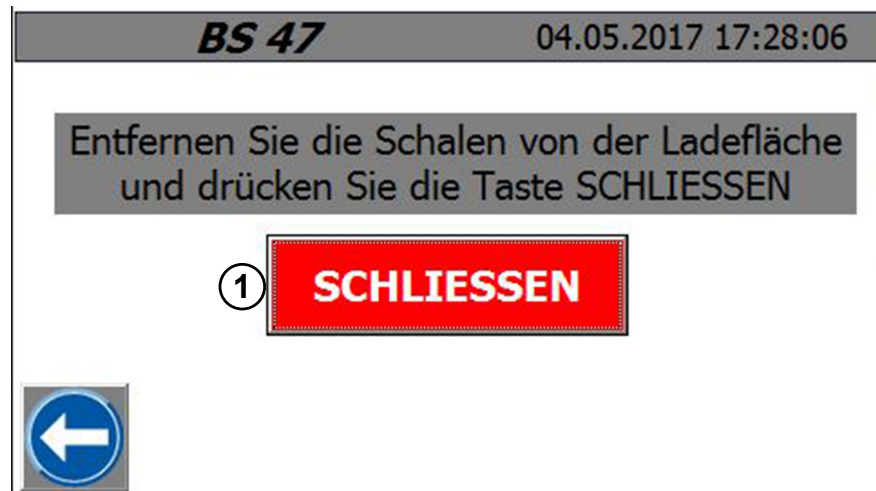 BS 47 04.05.2017 17:28:06
Entfernen Sie die Schalen von der Ladefläche
und drücken Sie die Taste SCHLIESSEN
1 SCHLIESSEN